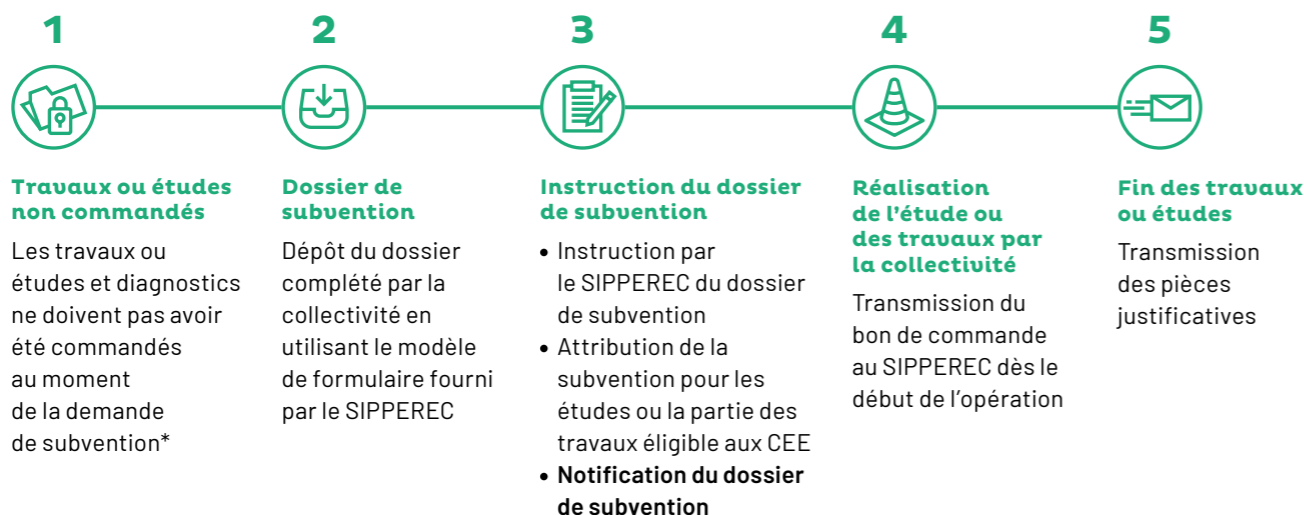 1
Travaux ou études
non commandés
Les travaux ou
études et diagnostics
ne doivent pas avoir
été commandés
au moment
de la demande
de subvention*
2
Dossier de
subvention
Dépôt du dossier
complété par la
collectivité en
utilisant le modèle
de formulaire fourni
par le SIPPEREC
3
Instruction du dossier
de subvention
• Instruction par
le SIPPEREC du dossier
de subvention
• Attribution de la
subvention pour les
études ou la partie des
travaux éligible aux CEE
• Notification du dossier
de subvention
4
Réalisation
de l'étude ou
des travaux par
la collectivité
Transmission du
bon de commande
au SIPPEREC dès le
début de l'opération
5
Fin des travaux
ou études
Transmission
des pièces
justificatives